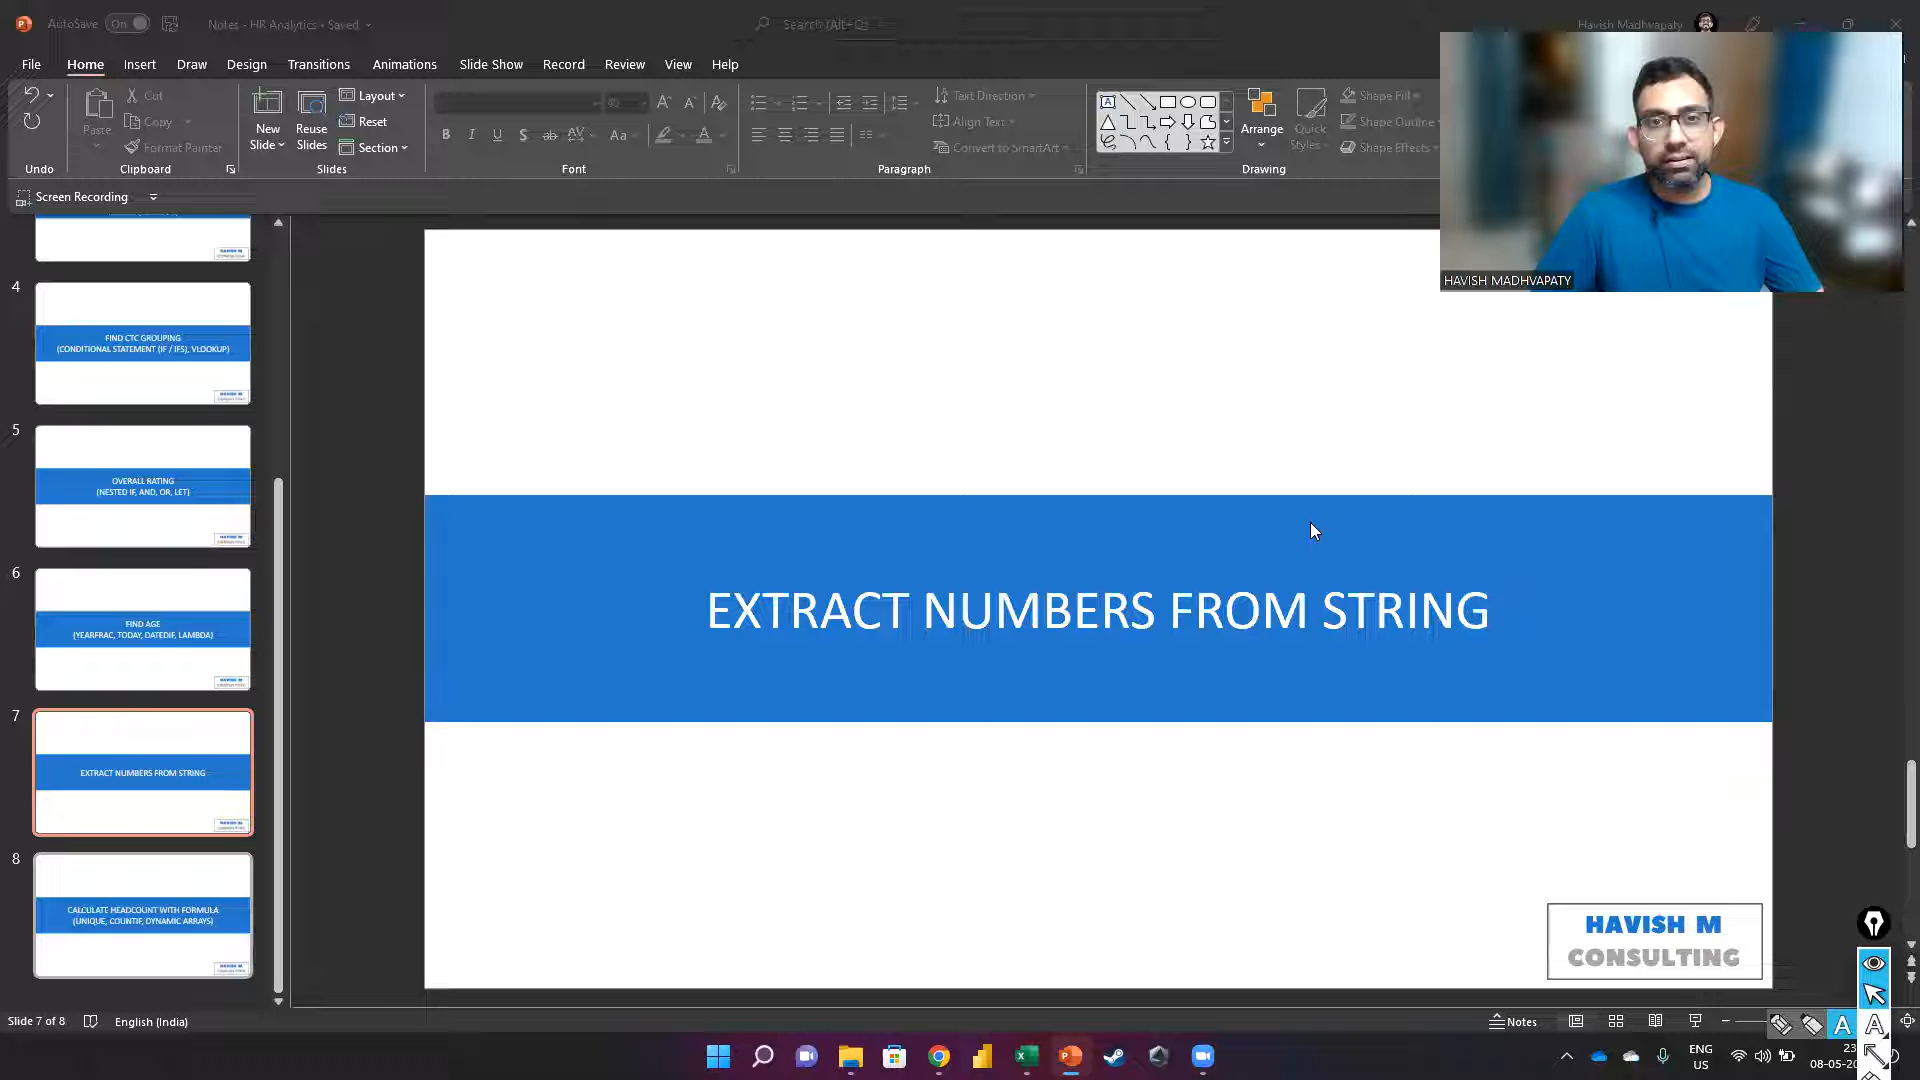 AutoSave
On
Notes - HR Analytics - Saved
Search (Alt+Q)
Havish Madhvapaty
File
Home
Insert
Draw
Design
Transitions
Animations
Slide Show
Record
Review
View
Help
Undo
Paste
Cut
Copy
Format Painter
Clipboard
New
Slide
Reuse
Slides
Layout
Reset
Section
Slides
B
I
U
S
ab
AV
Aa
A
Font
Text Direction
Align Text
Convert to SmartArt
Paragraph
Arrange
Quick
Styles
Shape Fill
Shape Outline
Shape Effects
Drawing
Screen Recording
HAVISH MADHVAPATY
4
FIND CTC GROUPING
(CONDITIONAL STATEMENT (IF / IFS), VLOOKUP)
5
OVERALL RATING
(NESTED IF, AND, OR, LET)
6
FIND AGE
(YEARFRAC, TODAY, DATEDIF, LAMBDA)
7
EXTRACT NUMBERS FROM STRING
8
CALCULATE HEADCOUNT WITH FORMULA
(UNIQUE, COUNTIF, DYNAMIC ARRAYS)
EXTRACT NUMBERS FROM STRING
HAVISH M
CONSULTING
Slide 7 of 8
English (India)
Notes
ENG
US
23
08-05-20